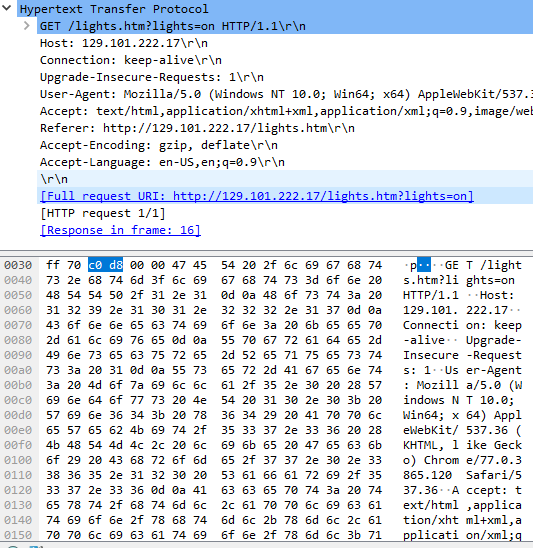 Hypertext Transfer Protocol
GET /lights.htm?lights=on HTTP/1.1\r\n
Host: 129.101.222.17\r\n
Connection: keep-alive\r\n
Upgrade-Insecure-Requests: 1\r\n
User-Agent: Mozilla/5.0 (Windows NT 10.0; Win64; x64) AppleWebKit/537.3
Accept: text/html,application/xhtml+xml,application/xml;q=0.9,image/web
Referer: http://129.101.222.17/lights.htm\r\n
Accept-Encoding: gzip, deflate\r\n
Accept-Language: en-US,en;q=0.9\r\n
\r\n
[Full request URI: http://129.101.222.17/lights.htm?lights=on]
[HTTP request 1/1]
[Response in frame: 16]
0030 ff 70 c0 d8 00 00 47 45 54 20 2f 6c 69 67 68 74 ·p····GE T /light
0040 73 2e 68 74 6d 3f 6c 69 67 68 74 73 3d 6f 6e 20 s.htm?li ghts=on
0050 48 54 54 50 2f 31 2e 31 0d 0a 48 6f 73 74 3a 20 HTTP/1.1 ··Host:
0060 31 32 39 2e 31 30 31 2e 32 32 32 2e 31 37 0d 0a 129.101. 222.17··
0070 43 6f 6e 6e 65 63 74 69 6f 6e 3a 20 6b 65 65 70 Connecti on: keep
0080 2d 61 6c 69 76 65 0d 0a 55 70 67 72 61 64 65 2d -alive·· Upgrade-
0090 49 6e 73 65 63 75 72 65 2d 52 65 71 75 65 73 74 Insecure -Request
00a0 73 3a 20 31 0d 0a 55 73 65 72 2d 41 67 65 6e 74 s: 1··Us er-Agent
00b0 3a 20 4d 6f 7a 69 6c 6c 61 2f 35 2e 30 20 28 57 : Mozill a/5.0 (W
00c0 69 6e 64 6f 77 73 20 4e 54 20 31 30 2e 30 3b 20 indows N T 10.0;
00d0 57 69 6e 36 34 3b 20 78 36 34 29 20 41 70 70 6c Win64; x 64) Appl
00e0 65 57 65 62 4b 69 74 2f 35 33 37 2e 33 36 20 28 eWebKit/ 537.36 (
00f0 4b 48 54 4d 4c 2c 20 6c 69 6b 65 20 47 65 63 6b KHTML, l ike Geck
0100 6f 29 20 43 68 72 6f 6d 65 2f 37 37 2e 30 2e 33 o) Chrom e/77.0.3
0110 38 36 35 2e 31 32 30 20 53 61 66 61 72 69 2f 35 865.120 Safari/5
0120 33 37 2e 33 36 0d 0a 41 63 63 65 70 74 3a 20 74 37.36··A ccept: t
0130 65 78 74 2f 68 74 6d 6c 2c 61 70 70 6c 69 63 61 ext/html ,applica
0140 74 69 6f 6e 2f 78 68 74 6d 6c 2b 78 6d 6c 2c 61 tion/xht ml+xml,a
0150 70 70 6c 69 63 61 74 69 6f 6e 2f 78 6d 6c 3b 71 pplicati on/xml;q